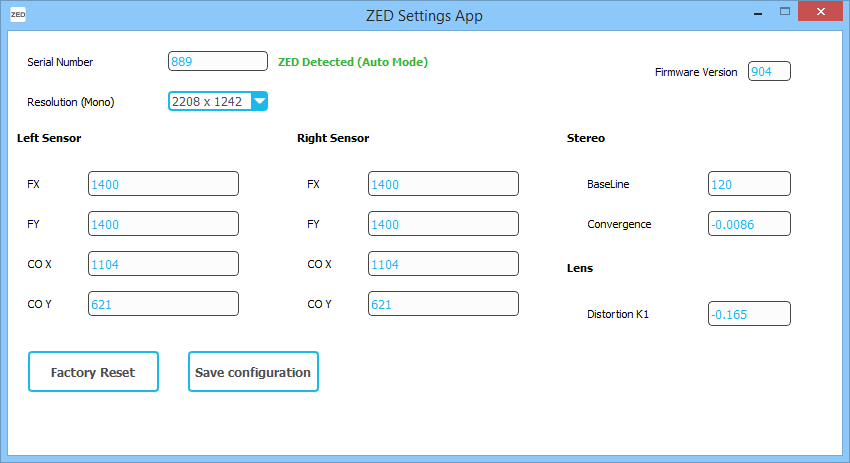 ZED ZED Settings App
Serial Number 889 ZED Detected (Auto Mode)
Firmware Version 904
Resolution (Mono) 2208 x 1242
Left Sensor Right Sensor Stereo
FX 1400 FX 1400 BaseLine 120
FY 1400 FY 1400 Convergence -0.0086
CO X 1104 CO X 1104
Lens
CO Y 621 CO Y 621 Distortion K1 -0.165
Factory Reset Save configuration